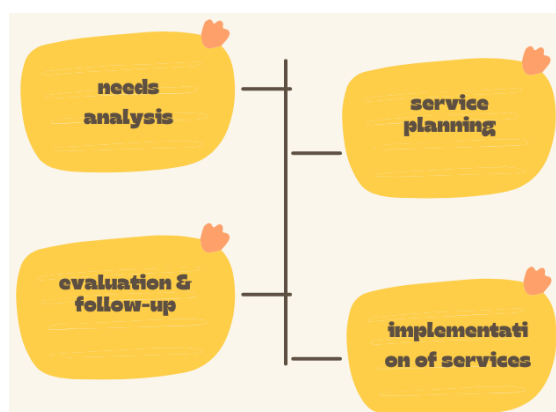 needs
analysis
service
planning
evaluation &
follow-up
implementati
on of services